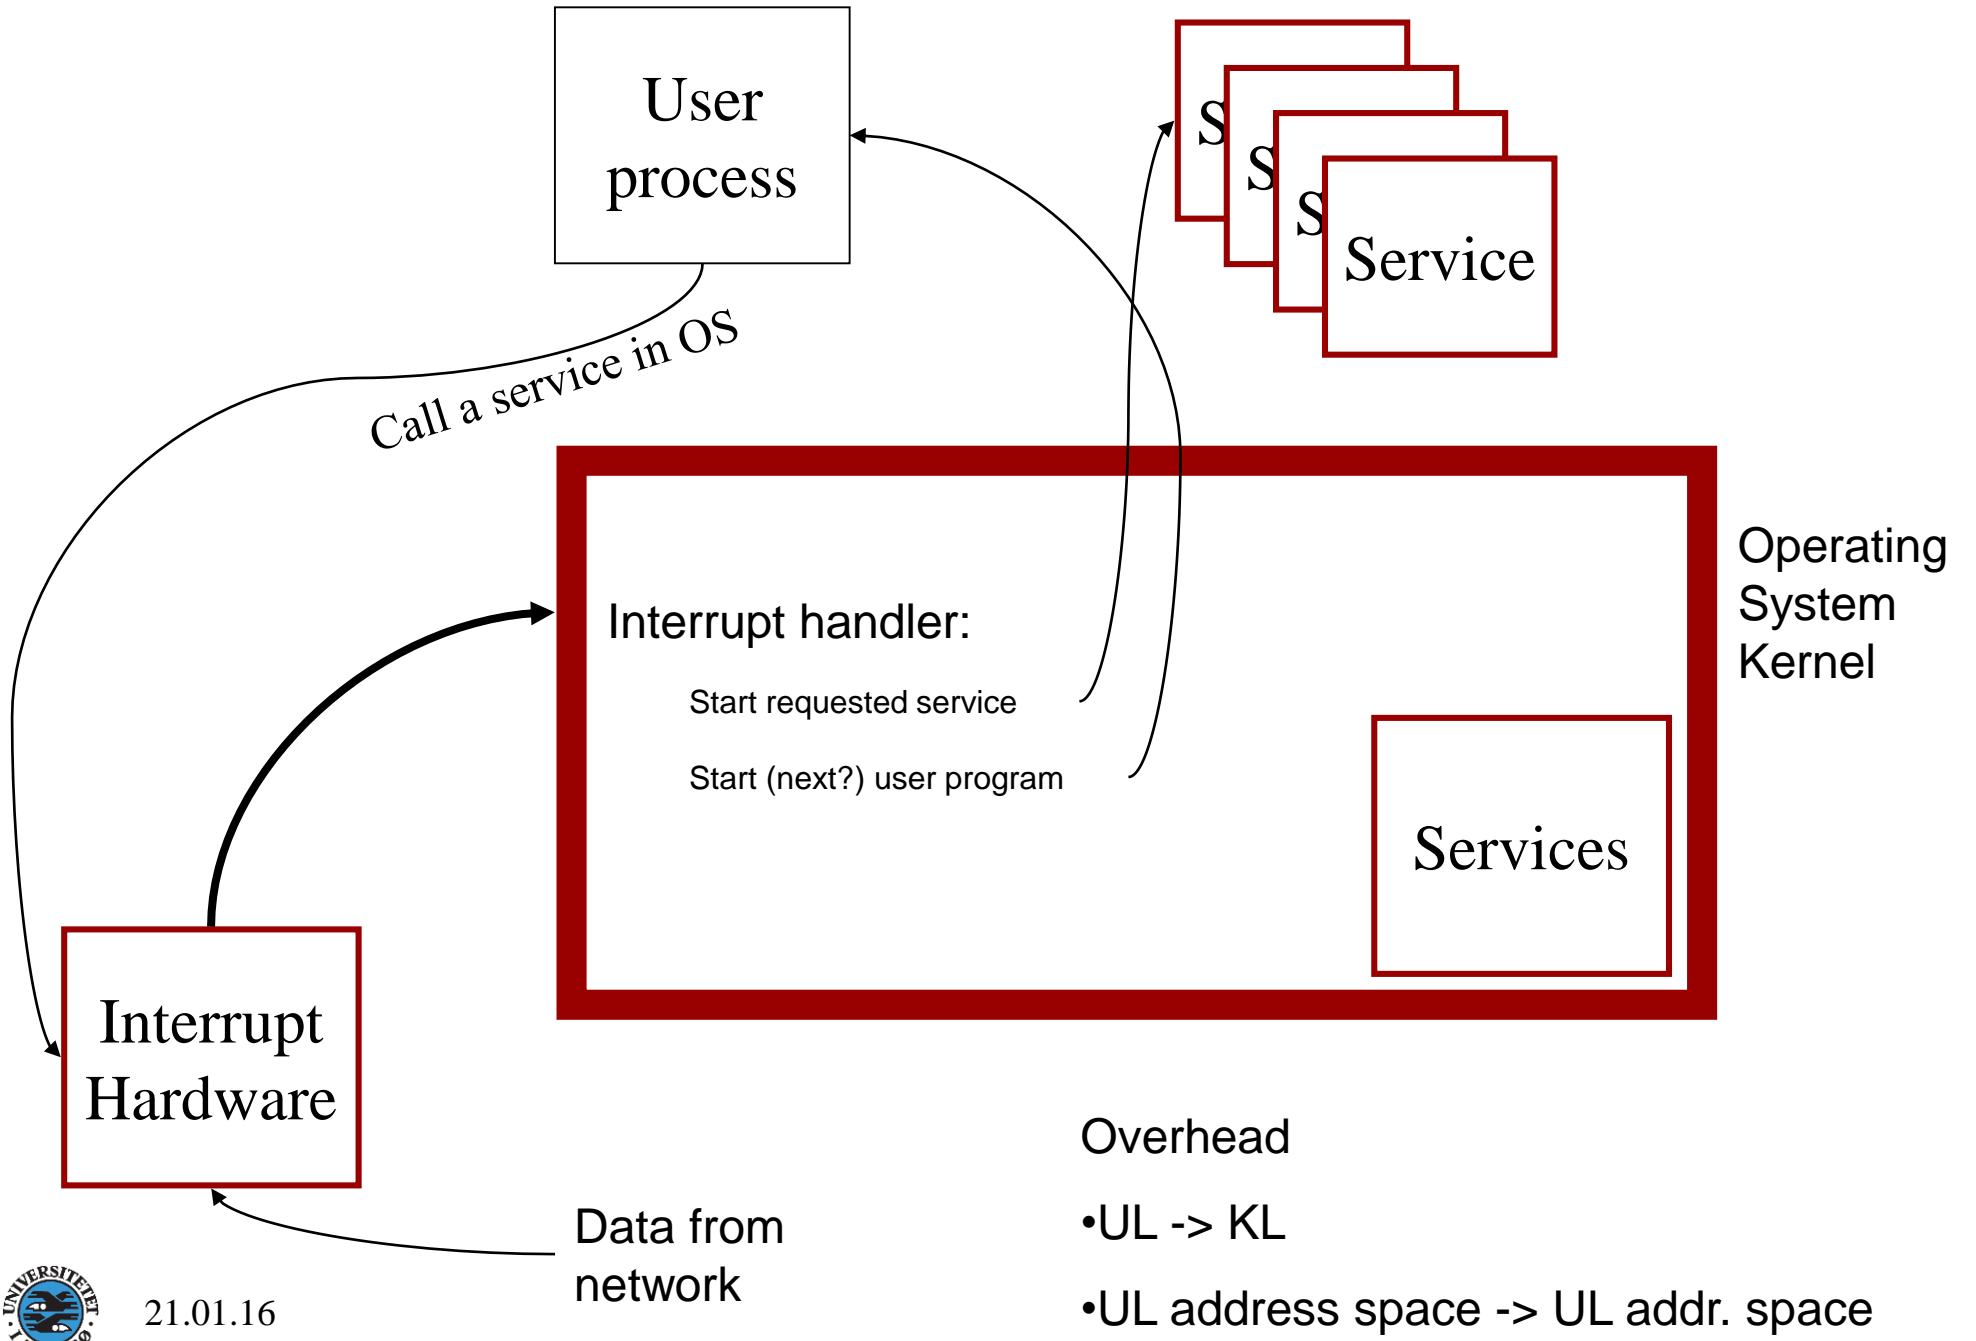 User
process
S
S
S
Service
Call a service in OS
Operating
System
Kernel
Interrupt handler:
Start requested service
Start (next?) user program
Services
Interrupt
Hardware
Data from
network
Overhead
•UL -> KL
•UL address space -> UL addr. space
UNIVERSITETET
21.01.16